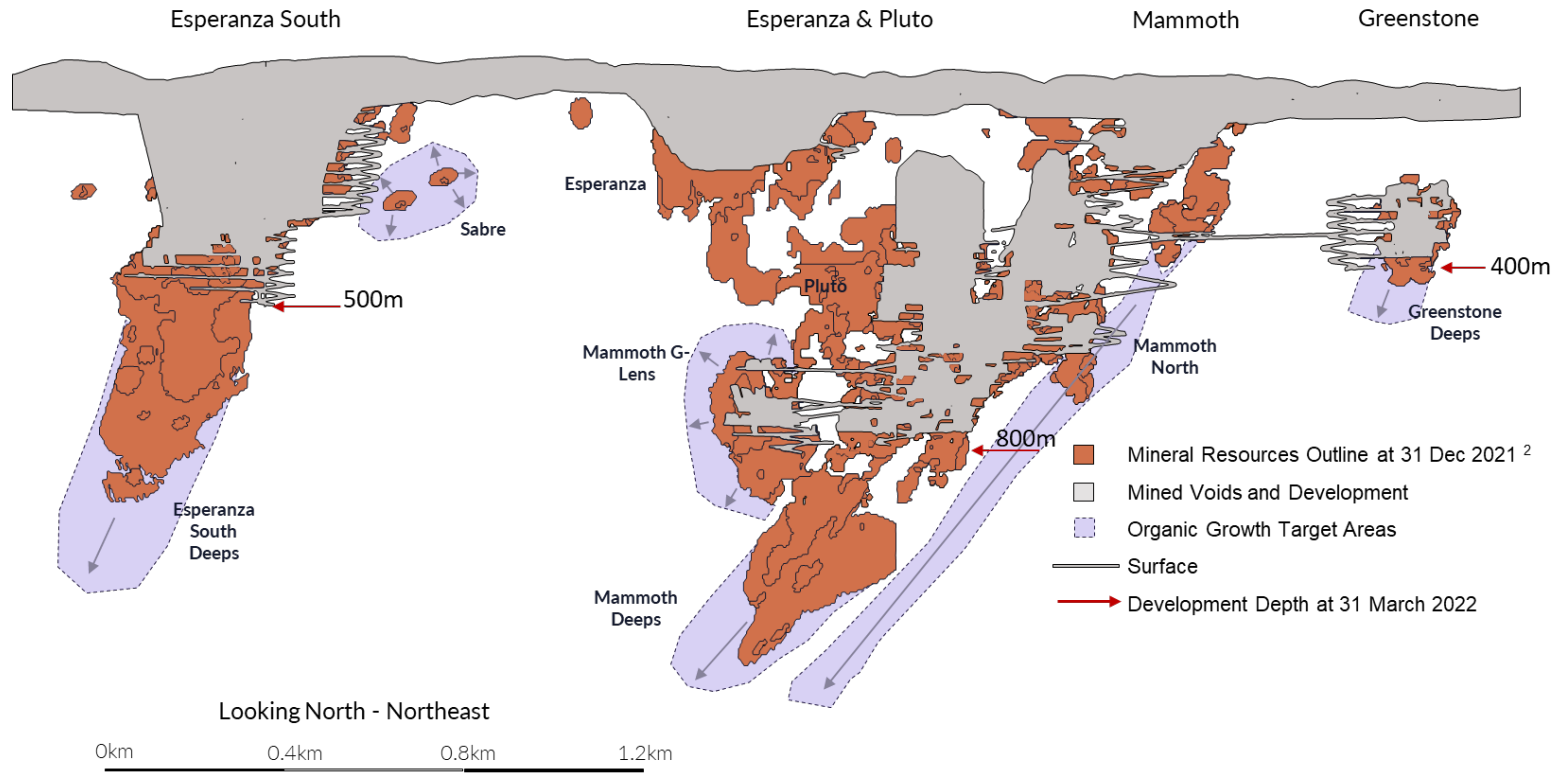 Esperanza South
Esperanza & Pluto
Mammoth
Greenstone
Esperanza
Sabre
500m
Pluto
400m
Greenstone
Deeps
Mammoth G-
Lens
Mammoth
North
800m
Mineral Resources Outline at 31 Dec 2021 2
Mined Voids and Development
Organic Growth Target Areas
Surface
Development Depth at 31 March 2022
Esperanza
South
Deeps
Mammoth
Deeps
Looking North - Northeast
0km
0.4km
0.8km
1.2km